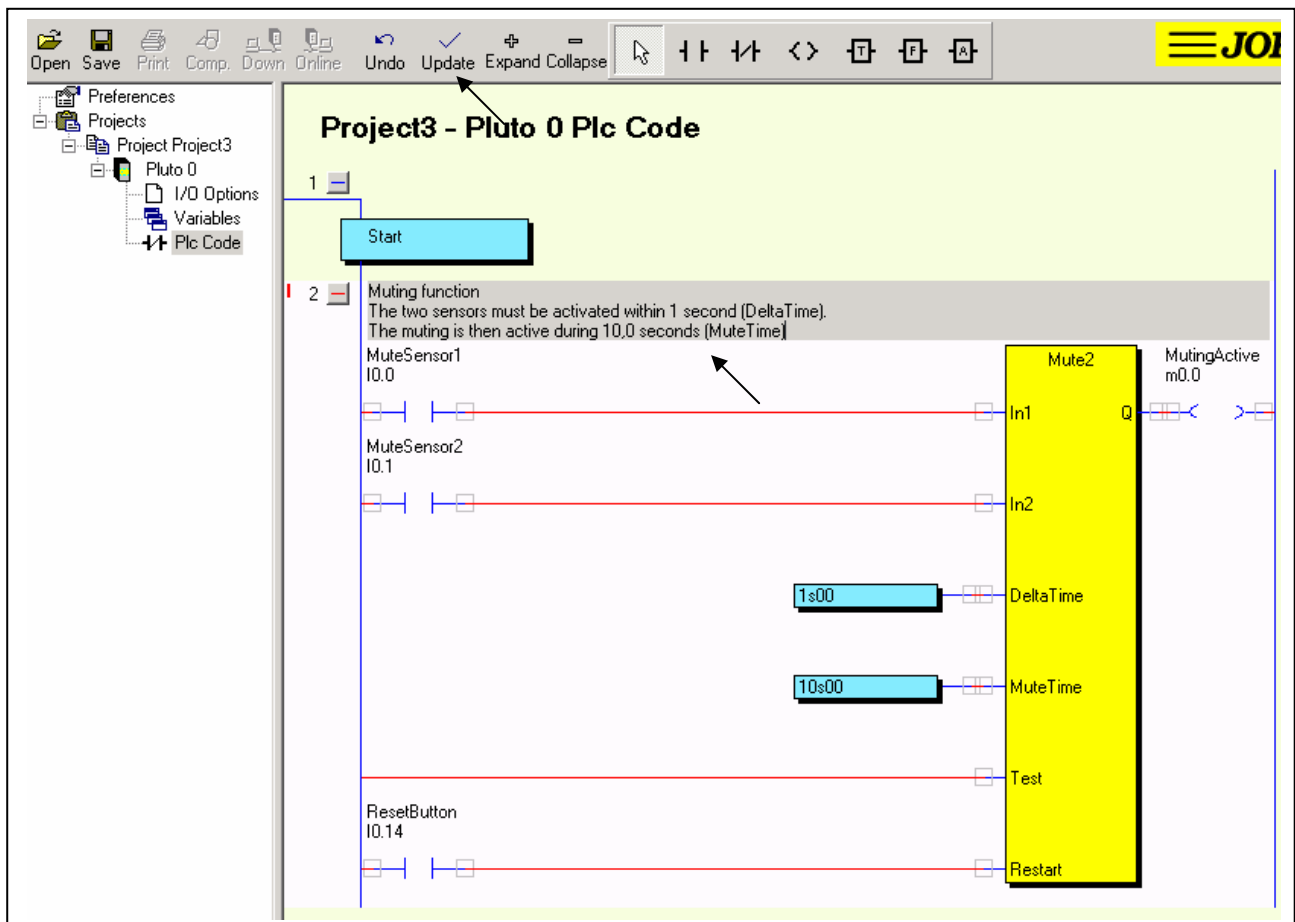 Open Save Print Comp. Down Online Undo Update Expand Collapse T F A
Preferences
Projects
Project Project3
Pluto 0
I/O Options
Variables
Plc Code
Project3 - Pluto 0 Plc Code
1
Start
2
Muting function
The two sensors must be activated within 1 second (DeltaTime).
The muting is then active during 10,0 seconds (MuteTime)
MuteSensor1
I0.0
Mute2
MutingActive
m0.0
In1
Q
MuteSensor2
I0.1
In2
1s00
DeltaTime
10s00
MuteTime
Test
ResetButton
I0.14
Restart